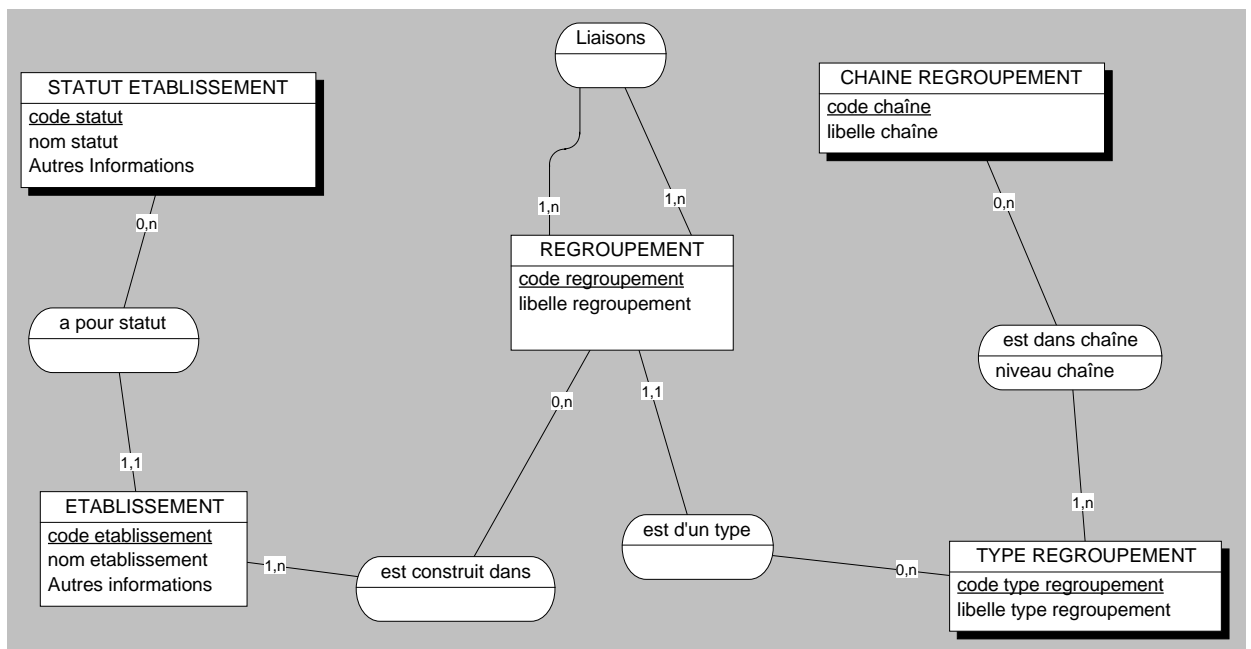 Liaisons
STATUT ETABLISSEMENT
code statut
nom statut
Autres Informations
CHAINE REGROUPEMENT
code chaîne
libelle chaîne
0,n
1,n
1,n
0,n
REGROUPEMENT
code regroupement
libelle regroupement
a pour statut
est dans chaîne
niveau chaîne
0,n
1,1
1,1
ETABLISSEMENT
code etablissement
nom etablissement
Autres informations
1,n
est construit dans
est d'un type
0,n
1,n
TYPE REGROUPEMENT
code type regroupement
libelle type regroupement